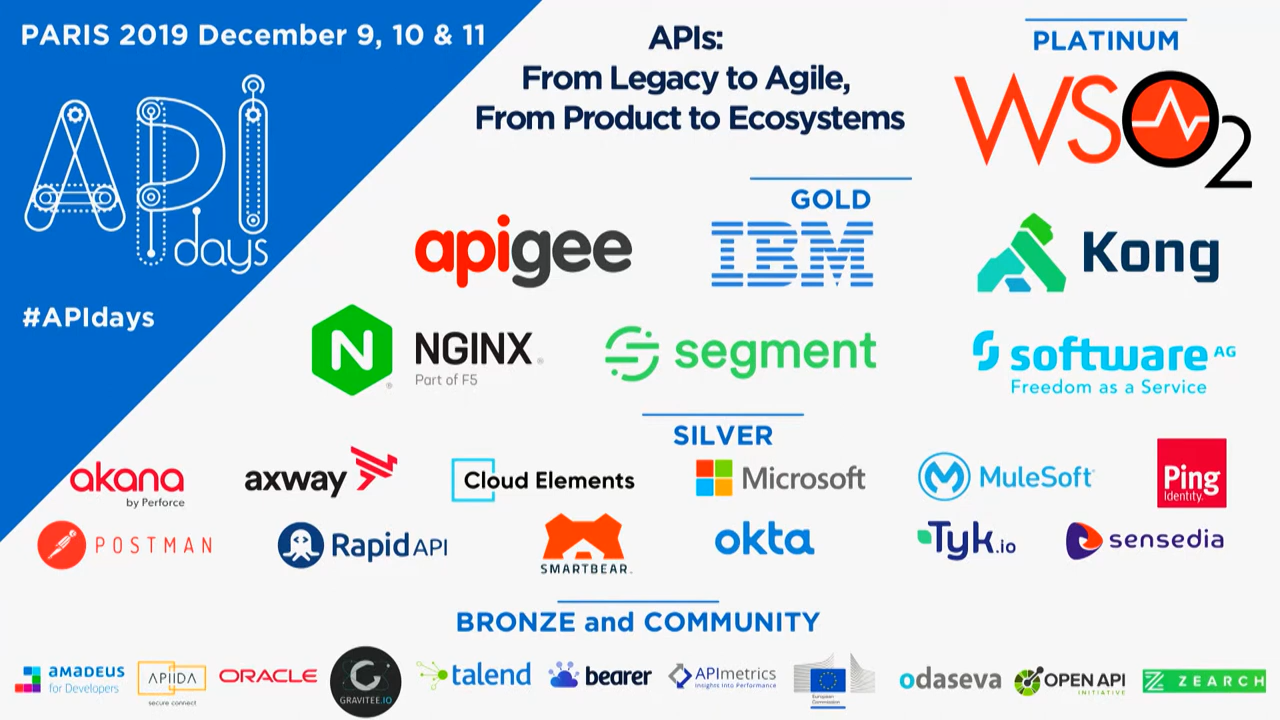 PARIS 2019 December 9, 10 & 11
API
days
#APIdays
APIs:
From Legacy to Agile,
From Product to Ecosystems
PLATINUM
WSO2
GOLD
apigee
IBM
Kong
NGINX
Part of F5
segment
software AG
Freedom as a Service
SILVER
akana
by Perforce
axway
Cloud Elements
Microsoft
MuleSoft
Ping
Identity.
POSTMAN
RapidAPI
SMARTBEAR
okta
Tyk.io
sensedia
BRONZE and COMMUNITY
amadeus
for Developers
APIIDA
secure connect
ORACLE
GRAVITEE.IO
talend
bearer
APImetrics
Insights into Performance
European
Commission
odaseva
OPEN API
INITIATIVE
ZEARCH